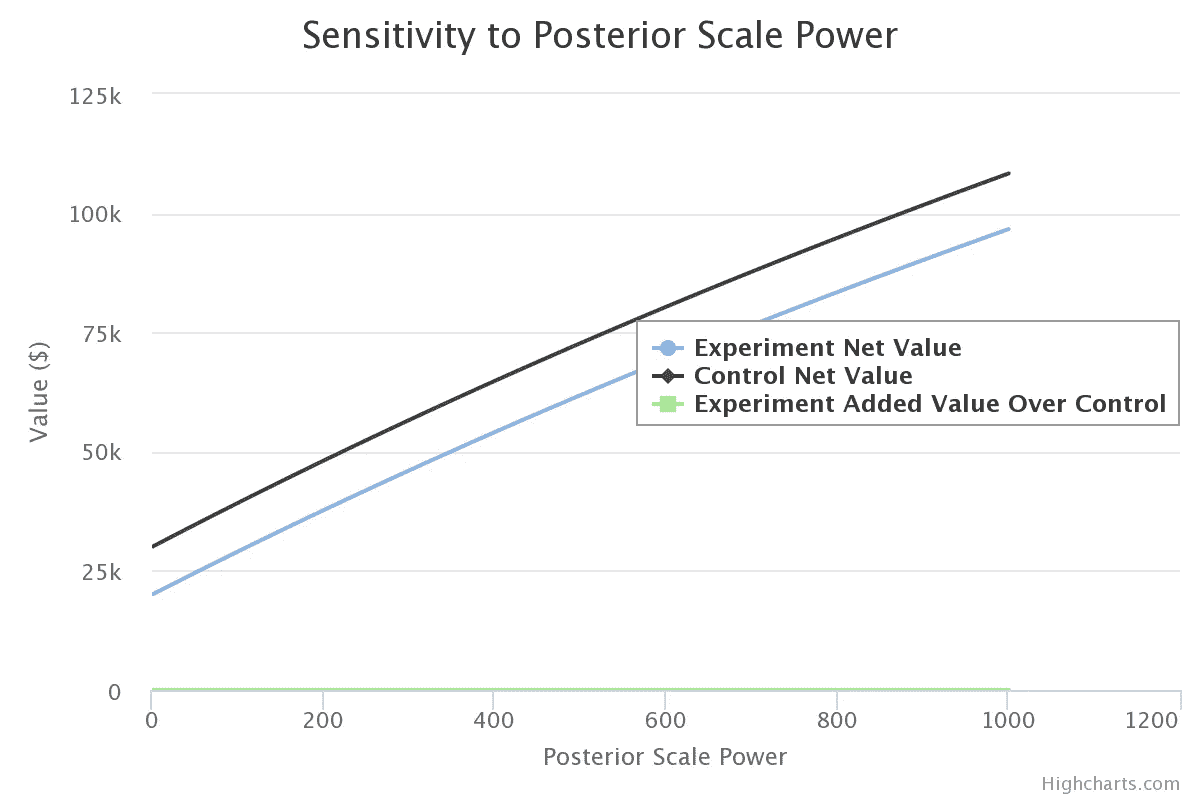 Sensitivity to Posterior Scale Power
125k
100k
75k
50k
25k
0
Value ($)
Experiment Net Value
Control Net Value
Experiment Added Value Over Control
0 200 400 600 800 1000 1200
Posterior Scale Power
Highcharts.com